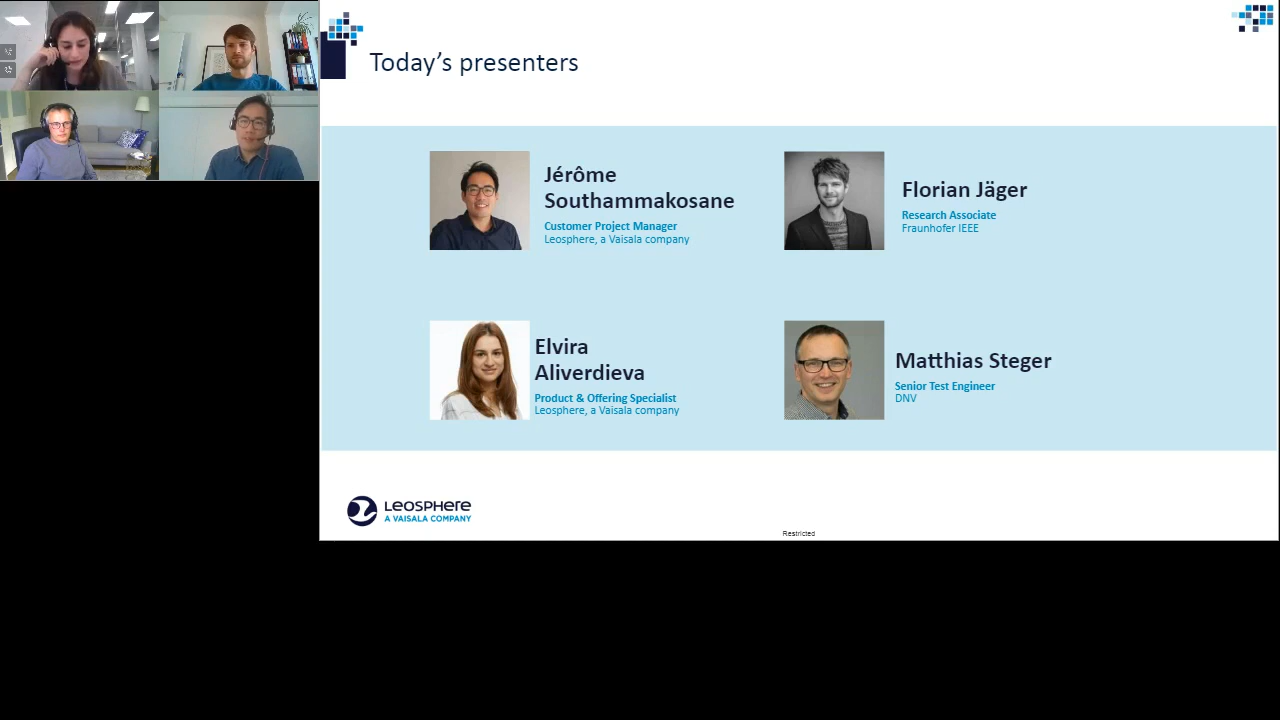 Today's presenters
Jérôme
Southammakosane
Customer Project Manager
Leosphere, a Vaisala company
Florian Jäger
Research Associate
Fraunhofer IEEE
Elvira
Aliverdieva
Product & Offering Specialist
Leosphere, a Vaisala company
Matthias Steger
Senior Test Engineer
DNV
LEOSPHERE
A VAISALA COMPANY
Restricted